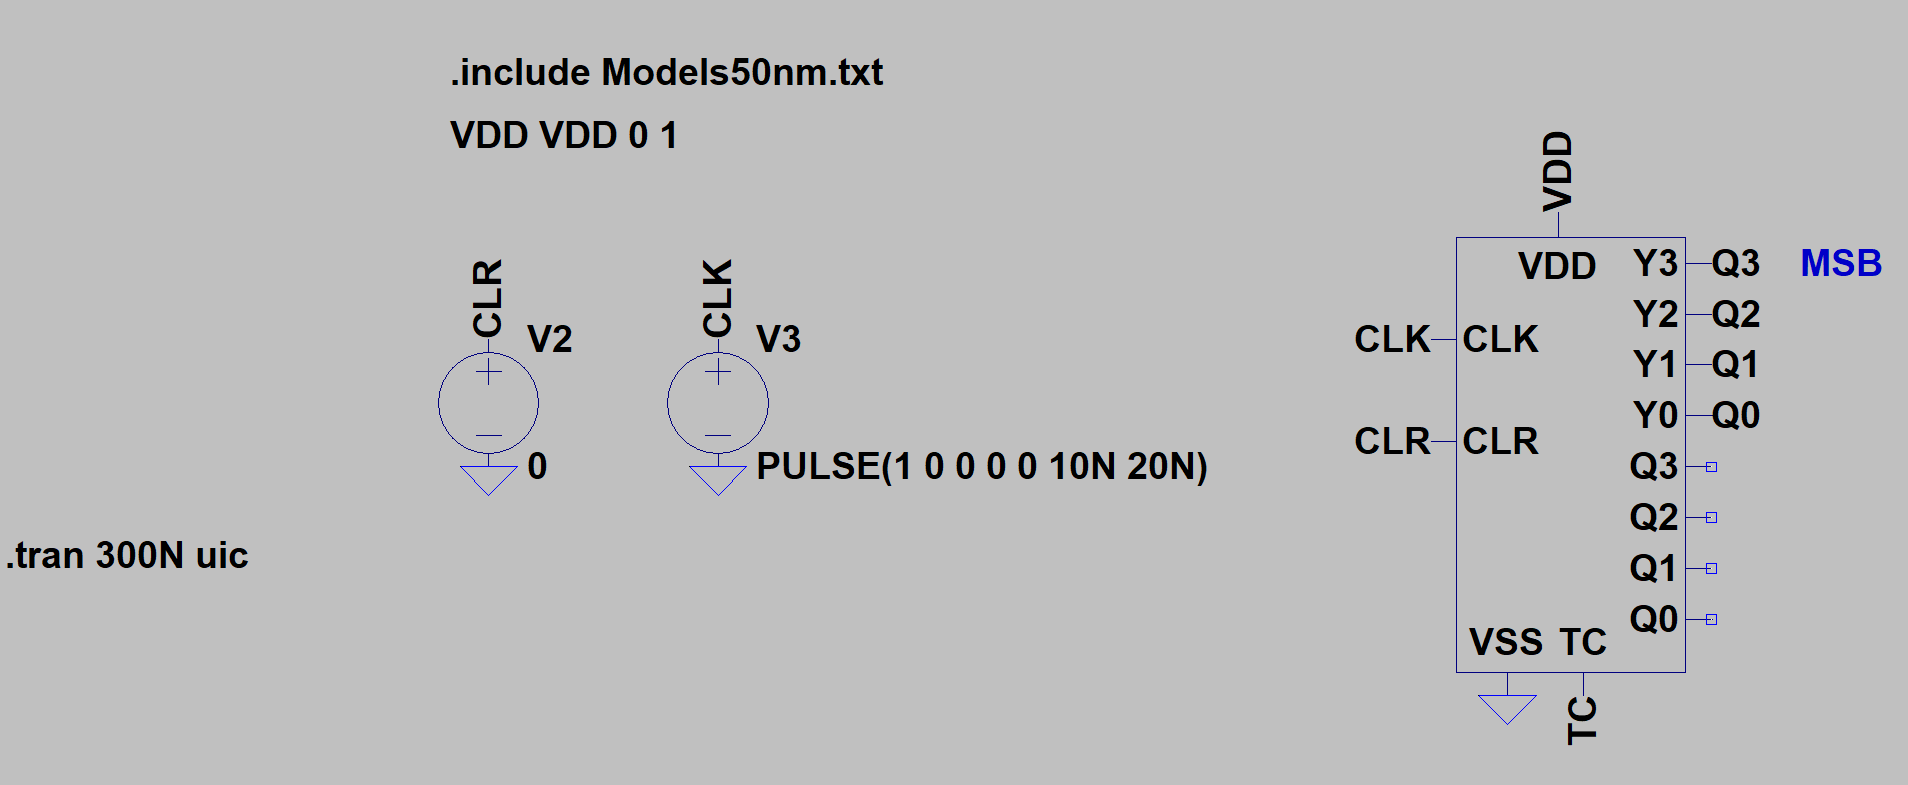 .include Models50nm.txt
VDD VDD 0 1
VDD
CLR
V2
CLK
V3
VDD
Y3
Q3
MSB
Y2
Q2
CLK
CLK
Y1
Q1
Y0
Q0
CLR
CLR
0
PULSE(1 0 0 0 0 10N 20N)
Q3
Q2
.tran 300N uic
Q1
Q0
VSS
TC
TC